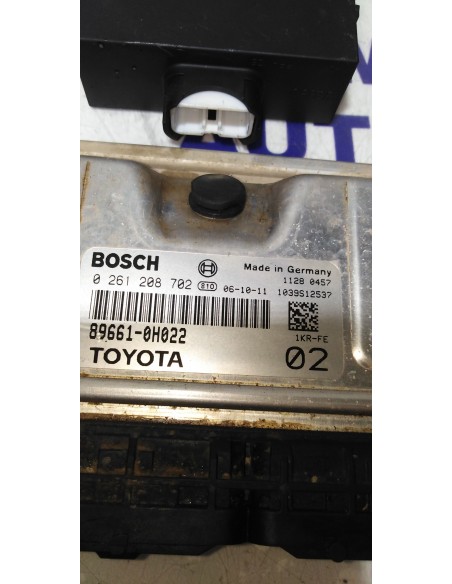 BOSCH
Made in Germany
1128 0457
0 261 208 702 E10 06-10-11 1039S12537
89661-0H022
1KR-FE
TOYOTA 02